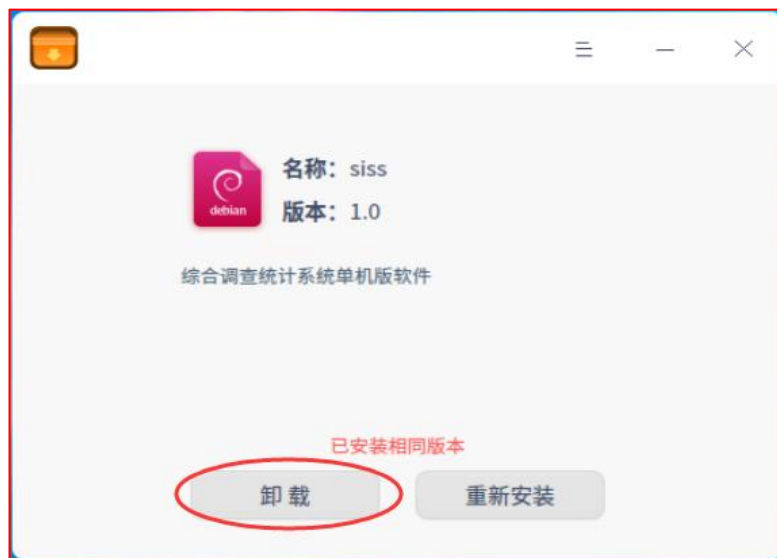 debian
名称：siss
版本：1.0
综合调查统计系统单机版软件
已安装相同版本
卸 载
重新安装